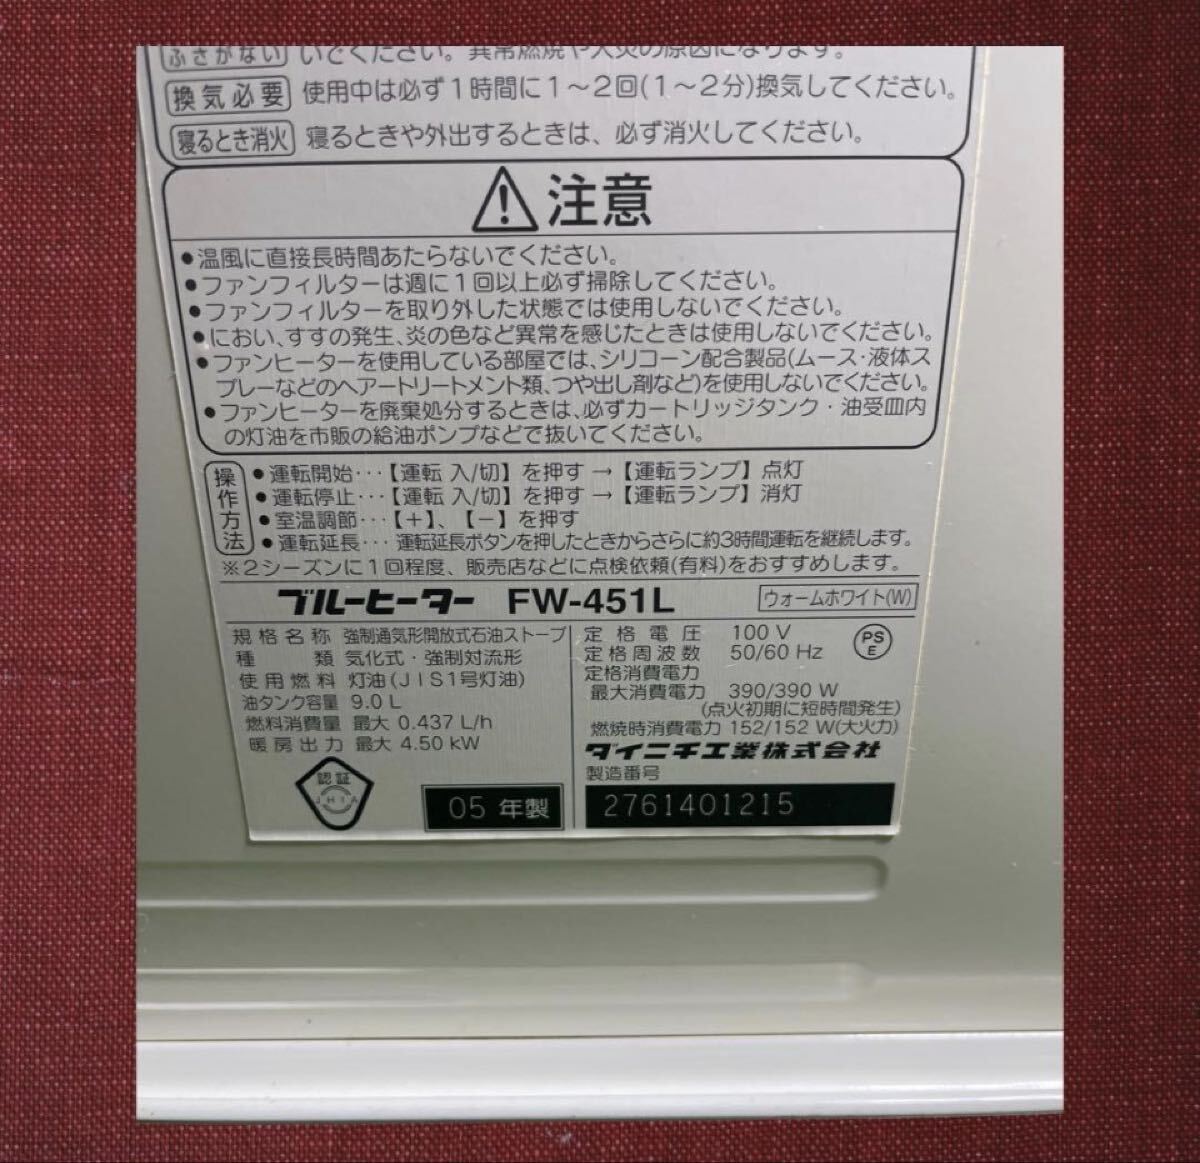 ふさがない いでください。異常燃焼や火災の原因になります。
換気必要 使用中は必ず1時間に1～2回(1～2分)換気してください。
寝るとき消火 寝るときや外出するときは、必ず消火してください。
注意
●温風に直接長時間あたらないでください。
●ファンフィルターは週に1回以上必ず掃除してください。
●ファンフィルターを取り外した状態では使用しないでください。
●におい、すすの発生、炎の色など異常を感じたときは使用しないでください。
●ファンヒーターを使用している部屋では、シリコーン配合製品(ムース・液体ス
プレーなどのヘアートリートメント類、つや出し剤など)を使用しないでください。
●ファンヒーターを廃棄処分するときは、必ずカートリッジタンク・油受皿内
の灯油を市販の給油ポンプなどで抜いてください。
操作方法
●運転開始･･･【運転 入/切】を押す→【運転ランプ】点灯
●運転停止･･･【運転 入/切】を押す→【運転ランプ】消灯
●室温調節･･･【＋】、【－】を押す
●運転延長･･･運転延長ボタンを押したときからさらに約3時間運転を継続します。
※2シーズンに1回程度、販売店などに点検依頼(有料)をおすすめします。
ブルーヒーター FW-451L ウォームホワイト(W)
規格名称 強制通気形開放式石油ストーブ
種類 気化式・強制対流形
使用燃料 灯油(JIS1号灯油)
油タンク容量 9.0 L
燃料消費量 最大 0.437 L/h
暖房出力 最大 4.50 kW
認証
JHIA
05 年製
定格電圧 100 V
定格周波数 50/60 Hz
定格消費電力
最大消費電力 390/390 W
(点火初期に短時間発生)
燃焼時消費電力 152/152 W(大火力)
PS
E
ダイニチ工業株式会社
製造番号
2761401215